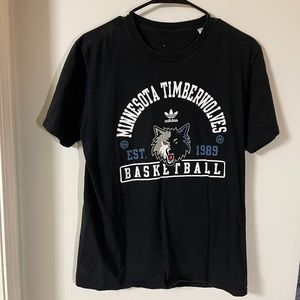 MINNESOTA TIMBERWOLVES
adidas
EST. 1989
BASKETBALL